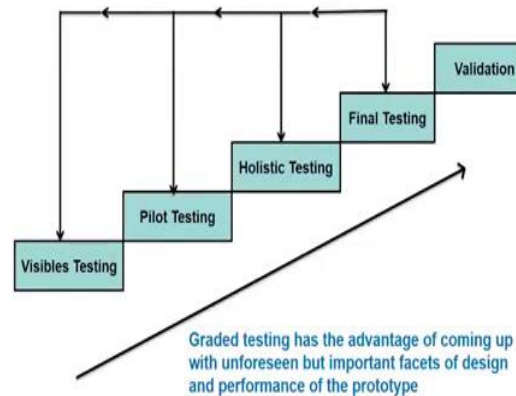 Validation
Final Testing
Holistic Testing
Pilot Testing
Visibles Testing
Graded testing has the advantage of coming up
with unforeseen but important facets of design
and performance of the prototype